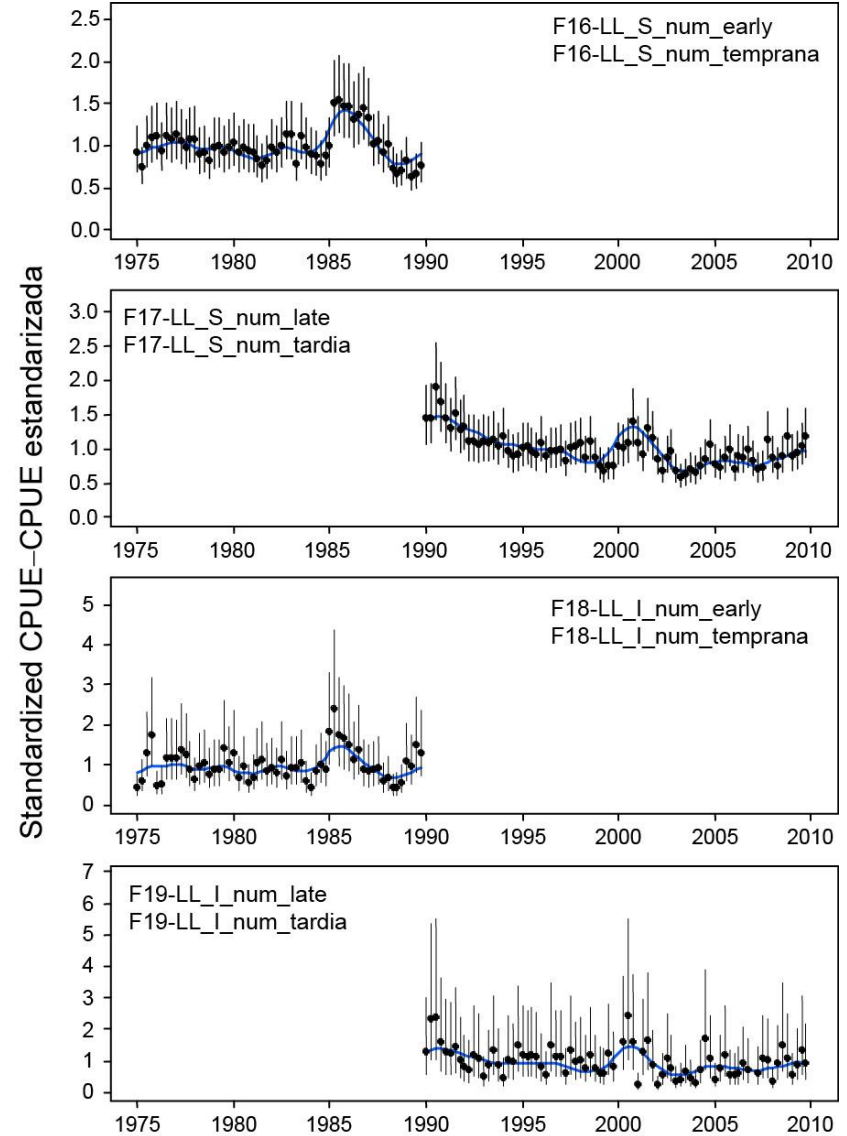 Standardized CPUE–CPUE estandarizada
F16-LL_S_num_early
F16-LL_S_num_temprana
2.5
2.0
1.5
1.0
0.5
0.0
1975 1980 1985 1990 1995 2000 2005 2010
F17-LL_S_num_late
F17-LL_S_num_tardia
3.0
2.5
2.0
1.5
1.0
0.5
0.0
1975 1980 1985 1990 1995 2000 2005 2010
F18-LL_I_num_early
F18-LL_I_num_temprana
5
4
3
2
1
0
1975 1980 1985 1990 1995 2000 2005 2010
F19-LL_I_num_late
F19-LL_I_num_tardia
7
6
5
4
3
2
1
0
1975 1980 1985 1990 1995 2000 2005 2010